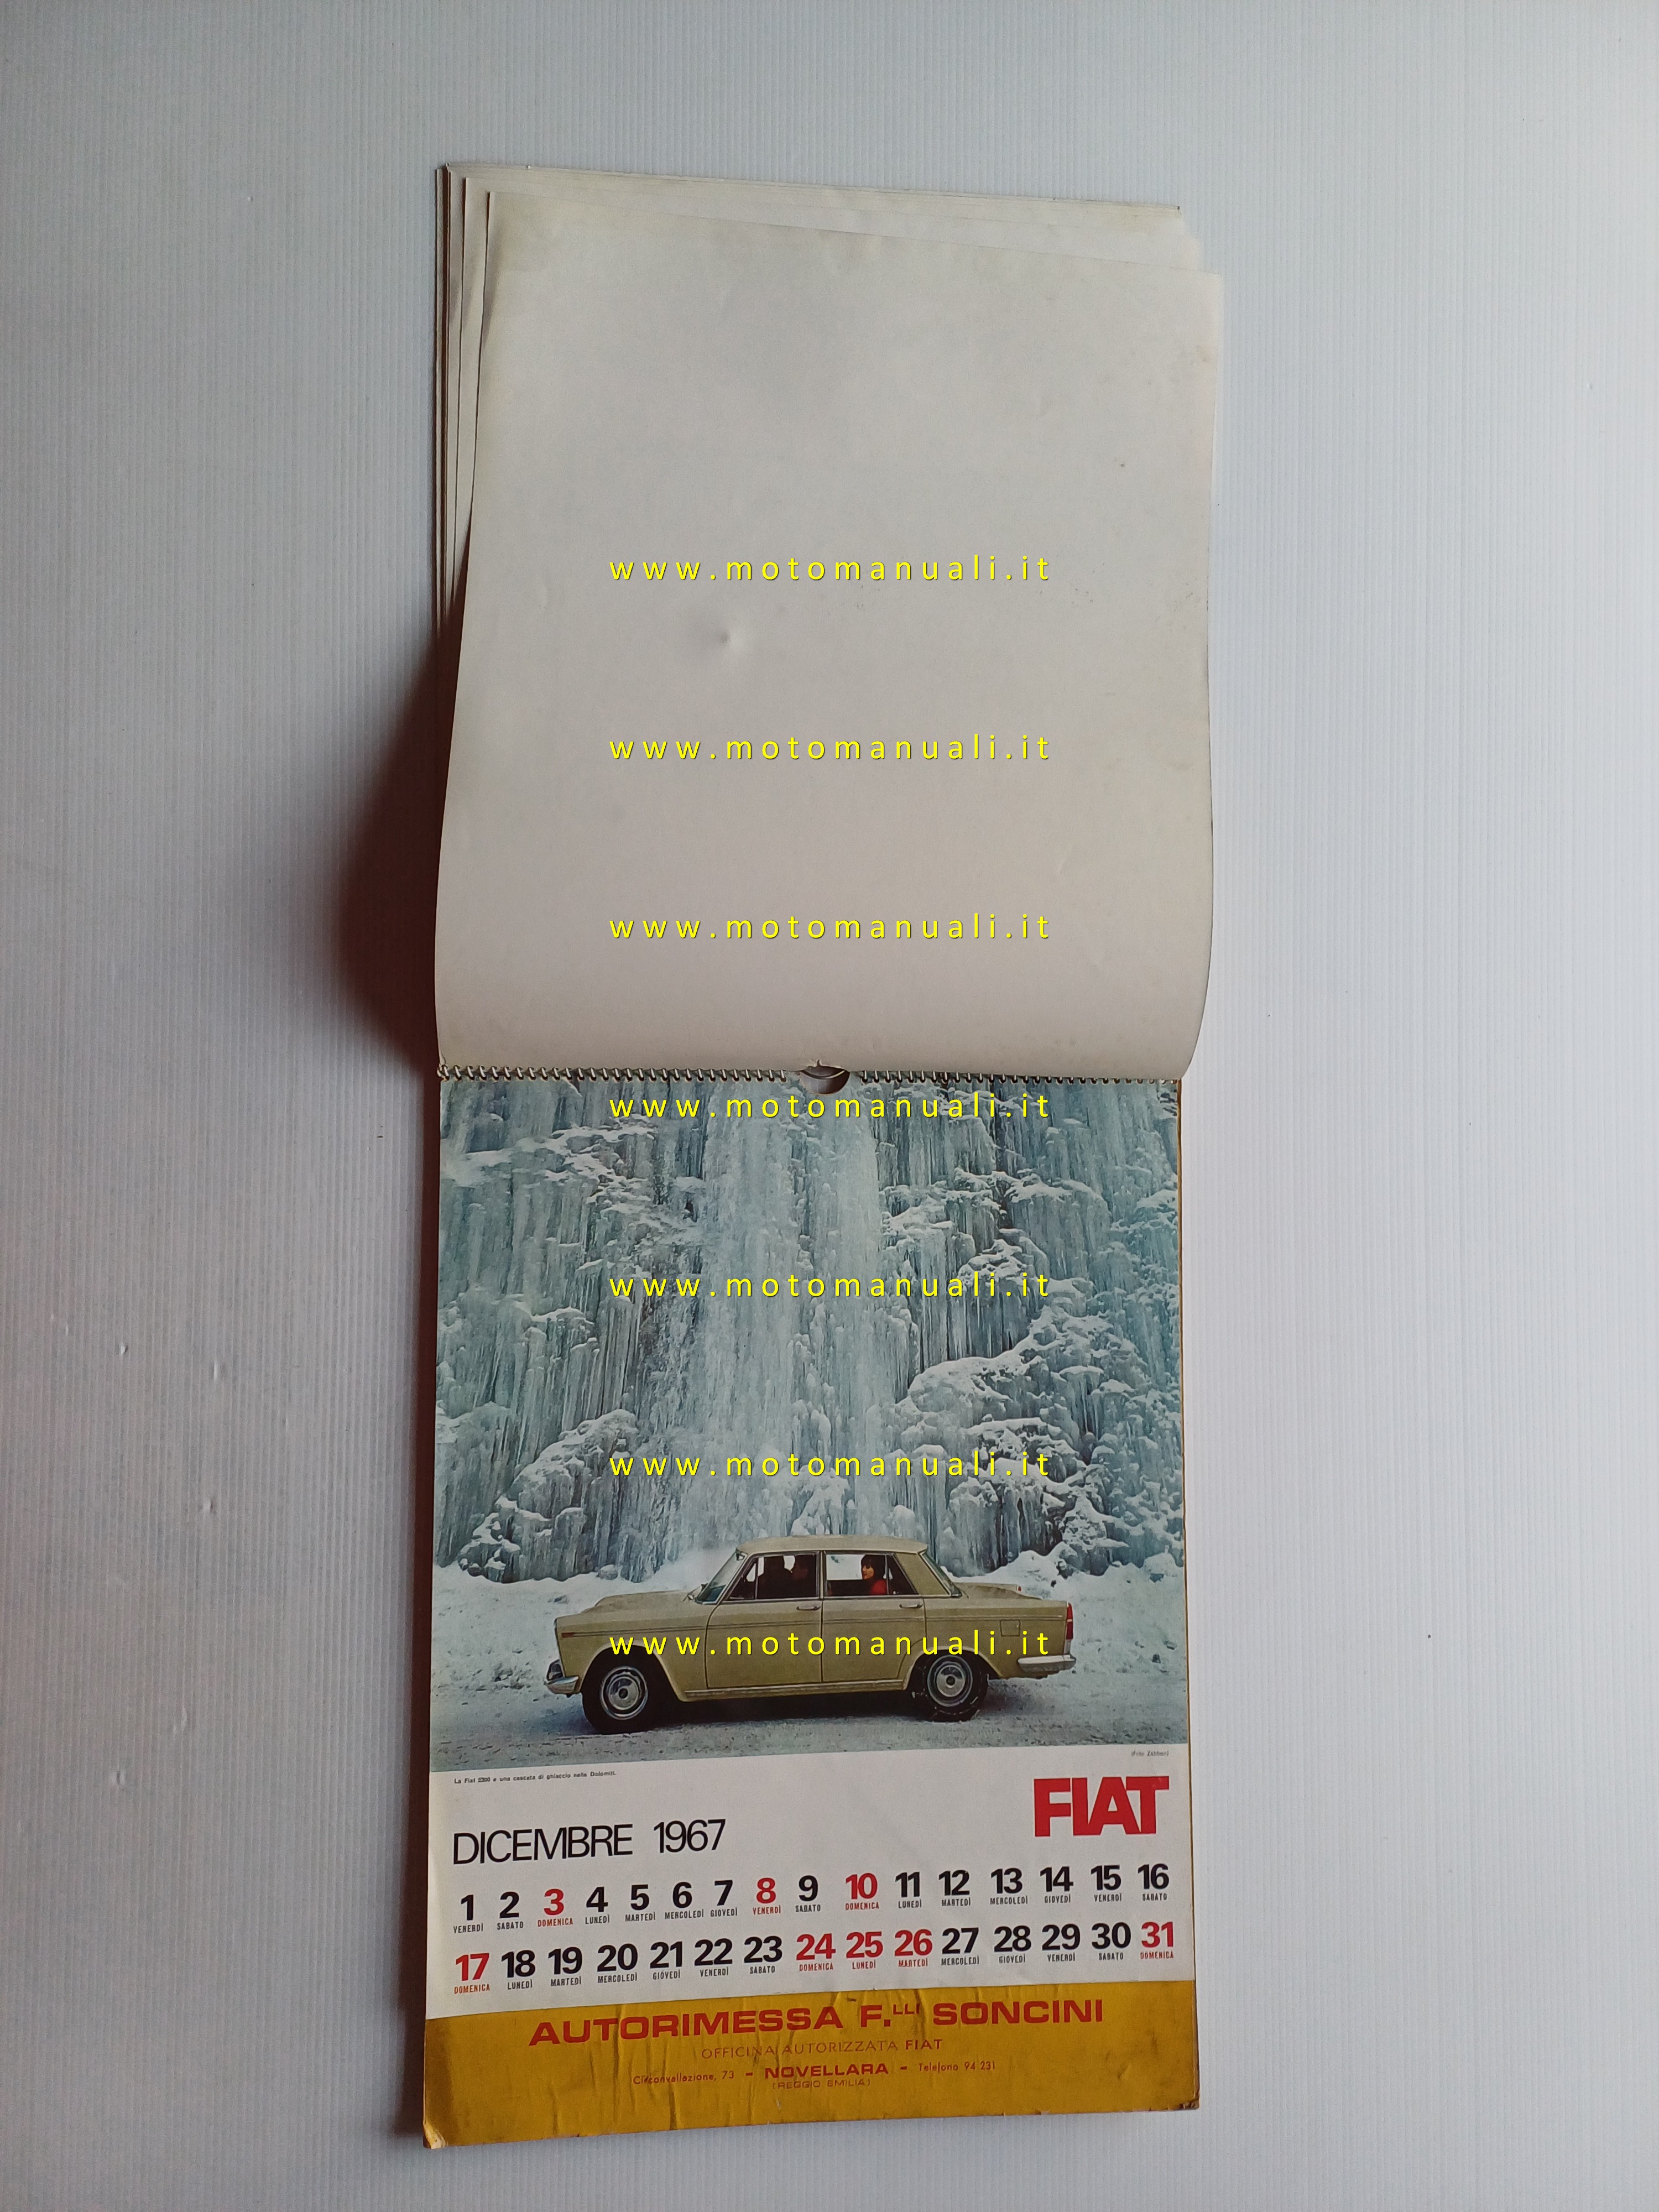 www.motomanuali.it
www.motomanuali.it
www.motomanuali.it
www.motomanuali.it
www.motomanuali.it
www.motomanuali.it
www.motomanuali.it
La Fiat 2300 e una cascata di ghiaccio nelle Dolomiti.
DICEMBRE 1967
FIAT
1 2 3 4 5 6 7 8 9 10 11 12 13 14 15 16
VENERDÌ SABATO DOMENICA LUNEDÌ MARTEDÌ MERCOLEDÌ GIOVEDÌ VENERDÌ SABATO DOMENICA LUNEDÌ MARTEDÌ MERCOLEDÌ GIOVEDÌ VENERDÌ SABATO
17 18 19 20 21 22 23 24 25 26 27 28 29 30 31
DOMENICA LUNEDÌ MARTEDÌ MERCOLEDÌ GIOVEDÌ VENERDÌ SABATO DOMENICA LUNEDÌ MARTEDÌ MERCOLEDÌ GIOVEDÌ VENERDÌ SABATO DOMENICA
AUTORIMESSA F.LLI SONCINI
OFFICINA AUTORIZZATA FIAT
Circonvallazione, 73 - NOVELLARA - Telefono 94 231
(REGGIO EMILIA)